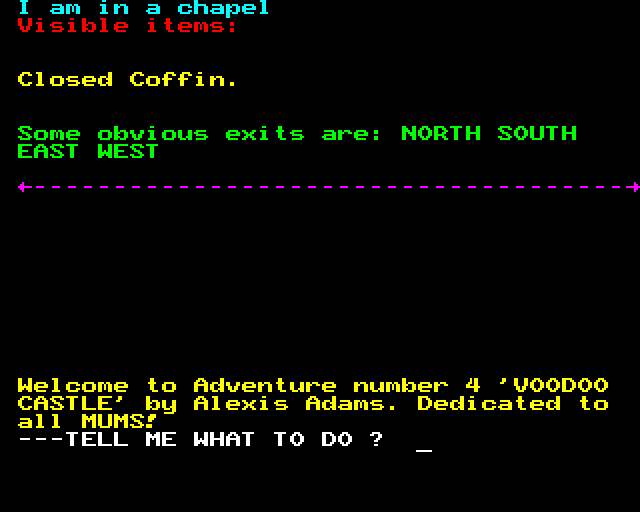 I am in a chapel
Visible items:
Closed Coffin.
Some obvious exits are: NORTH SOUTH
EAST WEST
Welcome to Adventure number 4 'VOODOO
CASTLE' by Alexis Adams. Dedicated to
all MUMS!
---TELL ME WHAT TO DO ? _